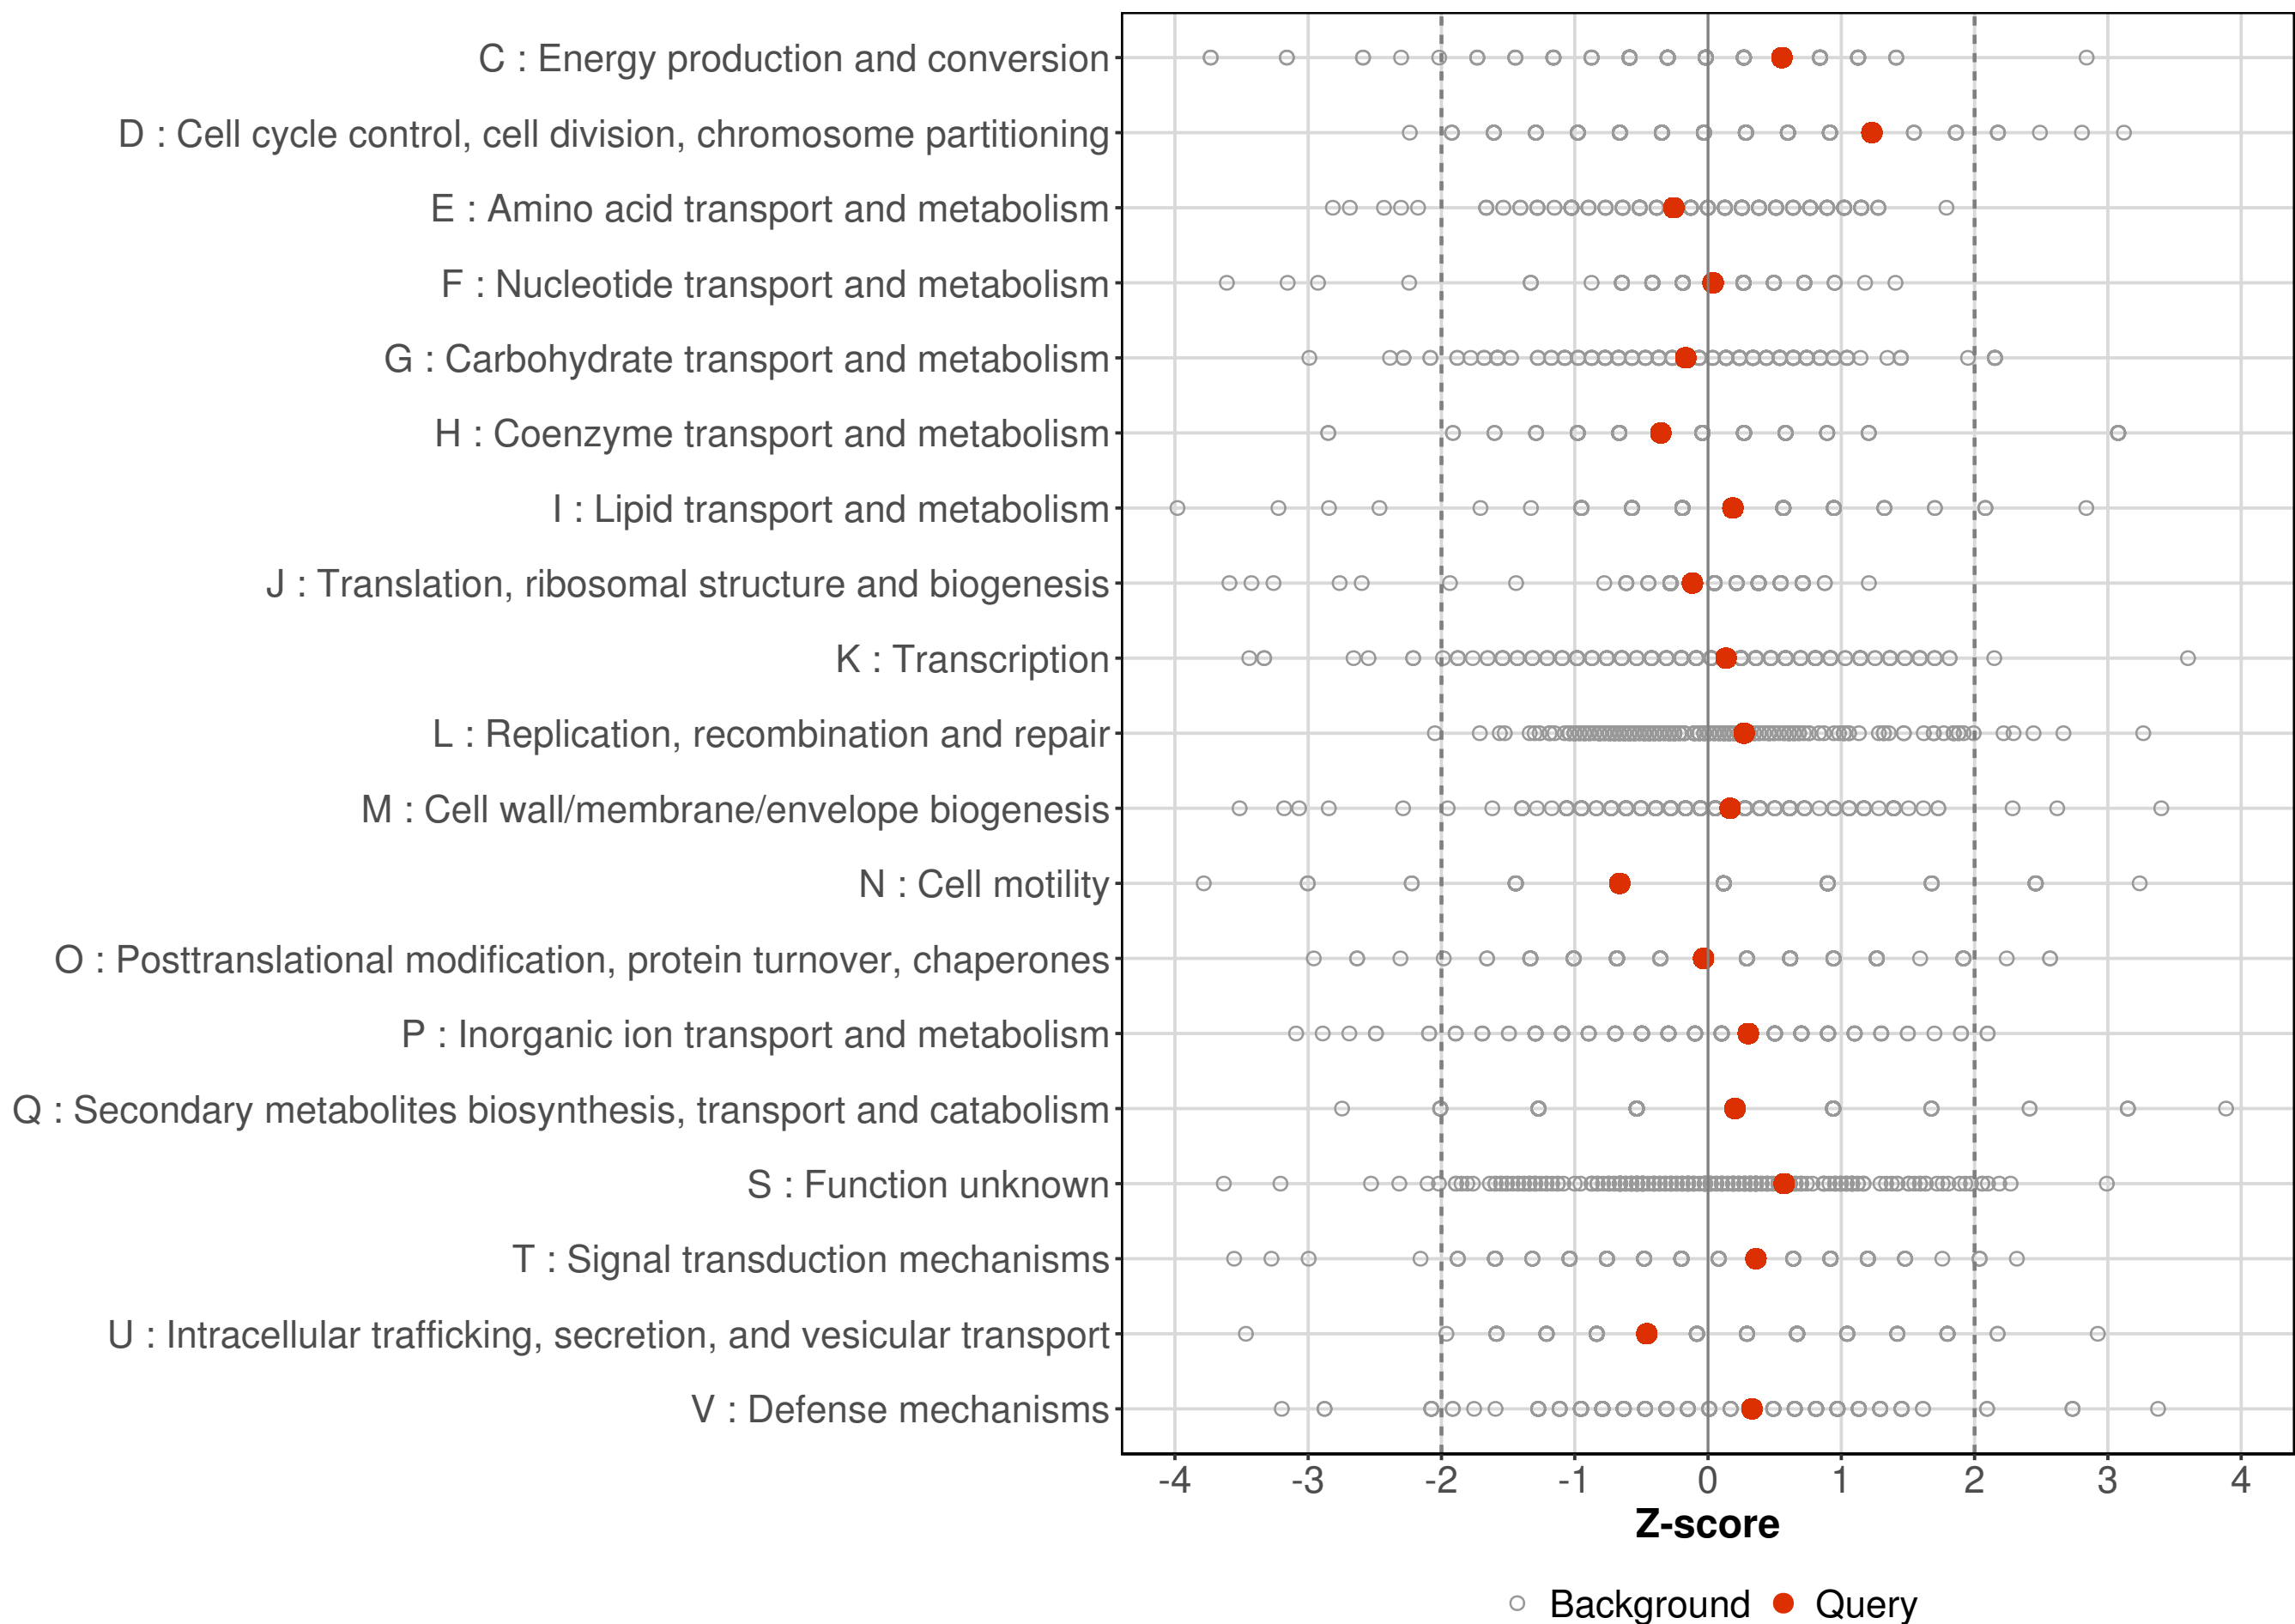 C : Energy production and conversion
D : Cell cycle control, cell division, chromosome partitioning
E : Amino acid transport and metabolism
F : Nucleotide transport and metabolism
G : Carbohydrate transport and metabolism
H : Coenzyme transport and metabolism
I : Lipid transport and metabolism
J : Translation, ribosomal structure and biogenesis
K : Transcription
L : Replication, recombination and repair
M : Cell wall/membrane/envelope biogenesis
N : Cell motility
O : Posttranslational modification, protein turnover, chaperones
P : Inorganic ion transport and metabolism
Q : Secondary metabolites biosynthesis, transport and catabolism
S : Function unknown
T : Signal transduction mechanisms
U : Intracellular trafficking, secretion, and vesicular transport
V : Defense mechanisms
-4 -3 -2 -1 0 1 2 3 4
Z-score
Background Query